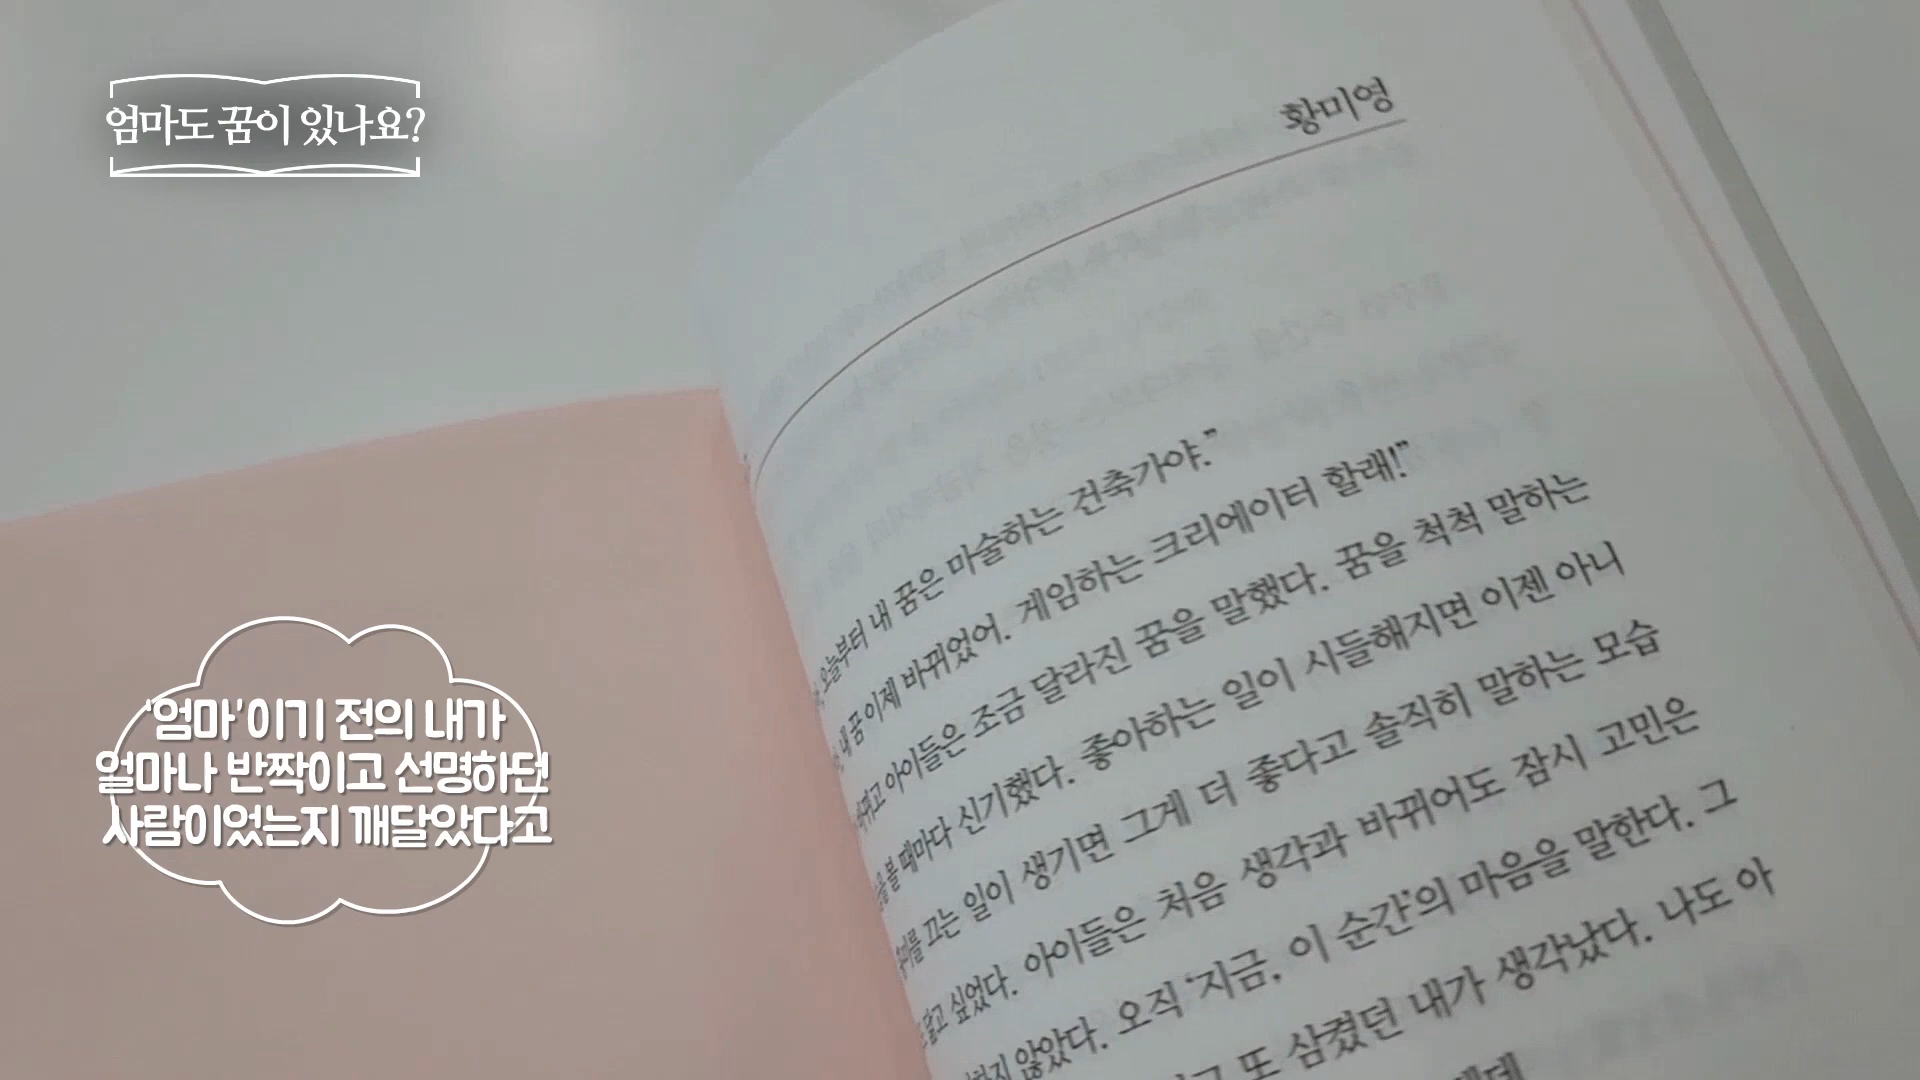 엄마도 꿈이 있나요?
황미영
오늘부터 내 꿈은 마술하는 건축가야.”
내 꿈 이제 바뀌었어. 게임하는 크리에이터 할래!”
아이들은 조금 달라진 꿈을 말했다. 꿈을 척척 말하는
볼 때마다 신기했다. 좋아하는 일이 시들해지면 이젠 아니
끄는 일이 생기면 그게 더 좋다고 솔직히 말하는 모습
닮고 싶었다. 아이들은 처음 생각과 바뀌어도 잠시 고민은
않았다. 오직 ‘지금, 이 순간’의 마음을 말한다. 그
또 삼켰던 내가 생각났다. 나도 아
‘엄마’이기 전의 내가
얼마나 반짝이고 선명하던
사람이었는지 깨달았다고